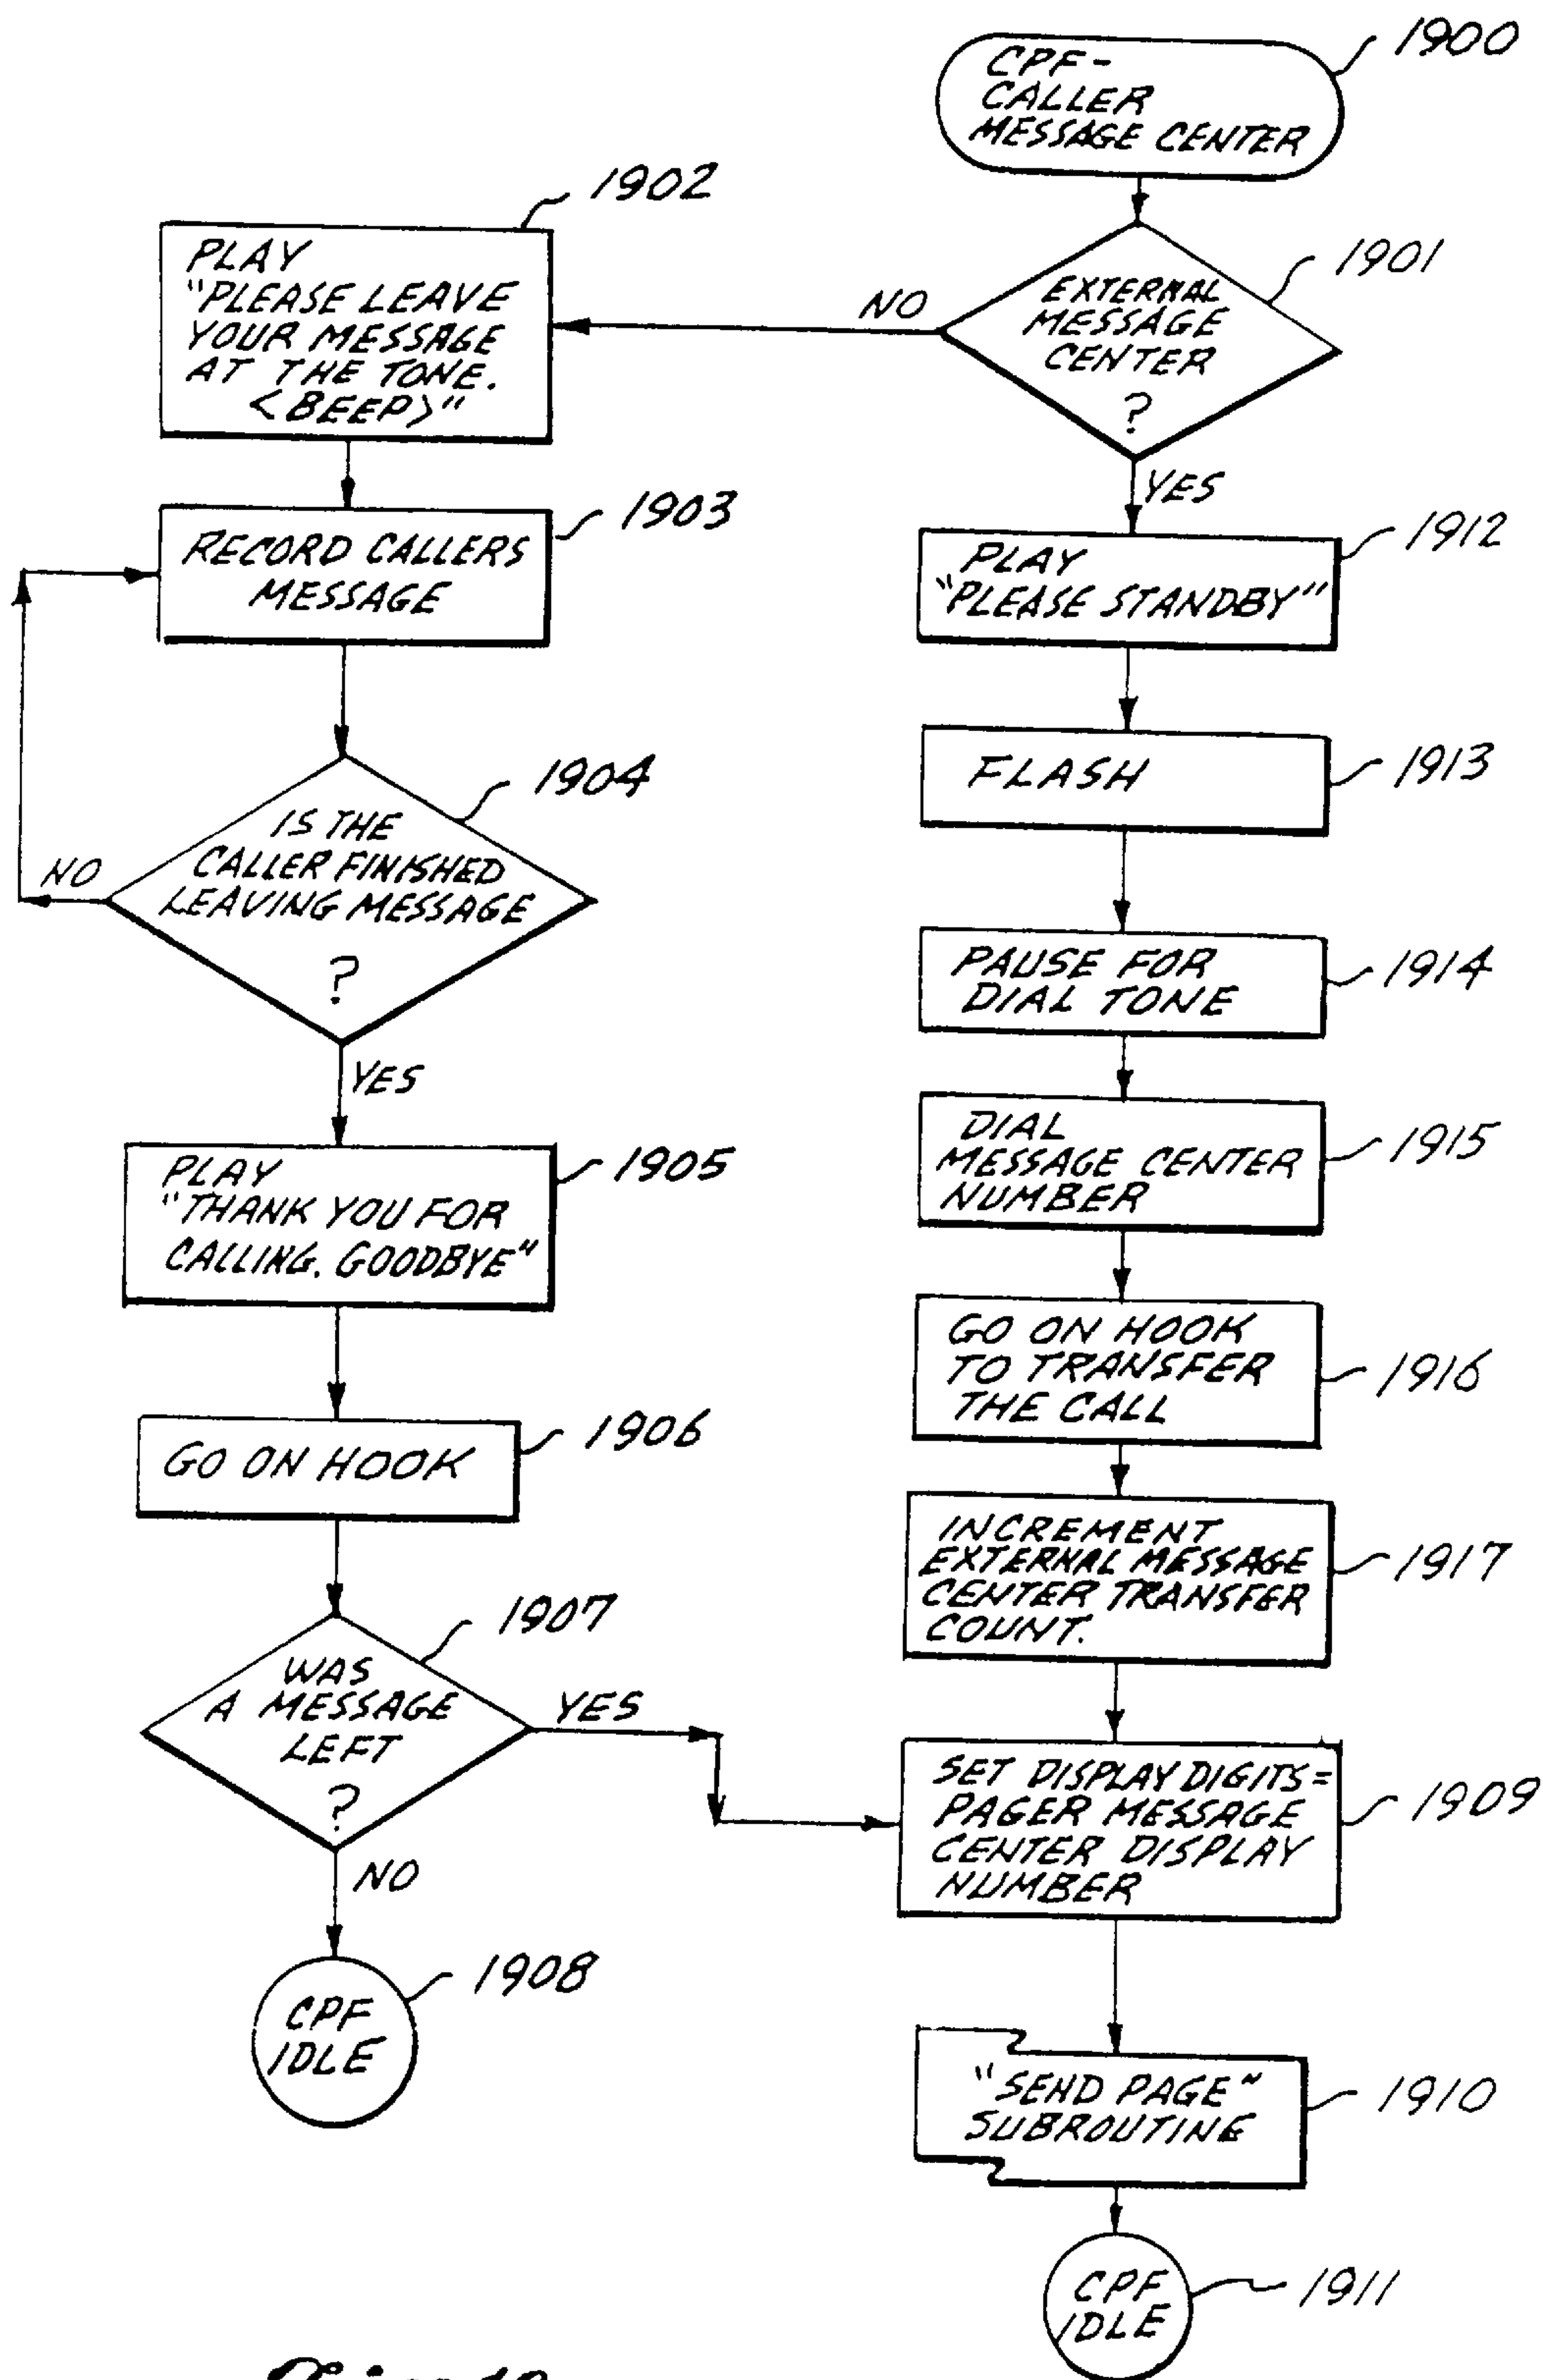 1900
CPF-
CALLER
MESSAGE CENTER
1901
EXTERNAL
MESSAGE
CENTER
?
NO
YES
1902
PLAY
"PLEASE LEAVE
YOUR MESSAGE
AT THE TONE.
<BEEP>"
1903
RECORD CALLERS
MESSAGE
1904
IS THE
CALLER FINISHED
LEAVING MESSAGE
?
NO
YES
1905
PLAY
"THANK YOU FOR
CALLING. GOODBYE"
1906
GO ON HOOK
1907
WAS
A MESSAGE
LEFT
?
YES
NO
1908
CPF
IDLE
1912
PLAY
"PLEASE STANDBY"
1913
FLASH
1914
PAUSE FOR
DIAL TONE
1915
DIAL
MESSAGE CENTER
NUMBER
1916
GO ON HOOK
TO TRANSFER
THE CALL
1917
INCREMENT
EXTERNAL MESSAGE
CENTER TRANSFER
COUNT.
1909
SET DISPLAY DIGITS=
PAGER MESSAGE
CENTER DISPLAY
NUMBER
1910
"SEND PAGE"
SUBROUTINE
1911
CPF
IDLE